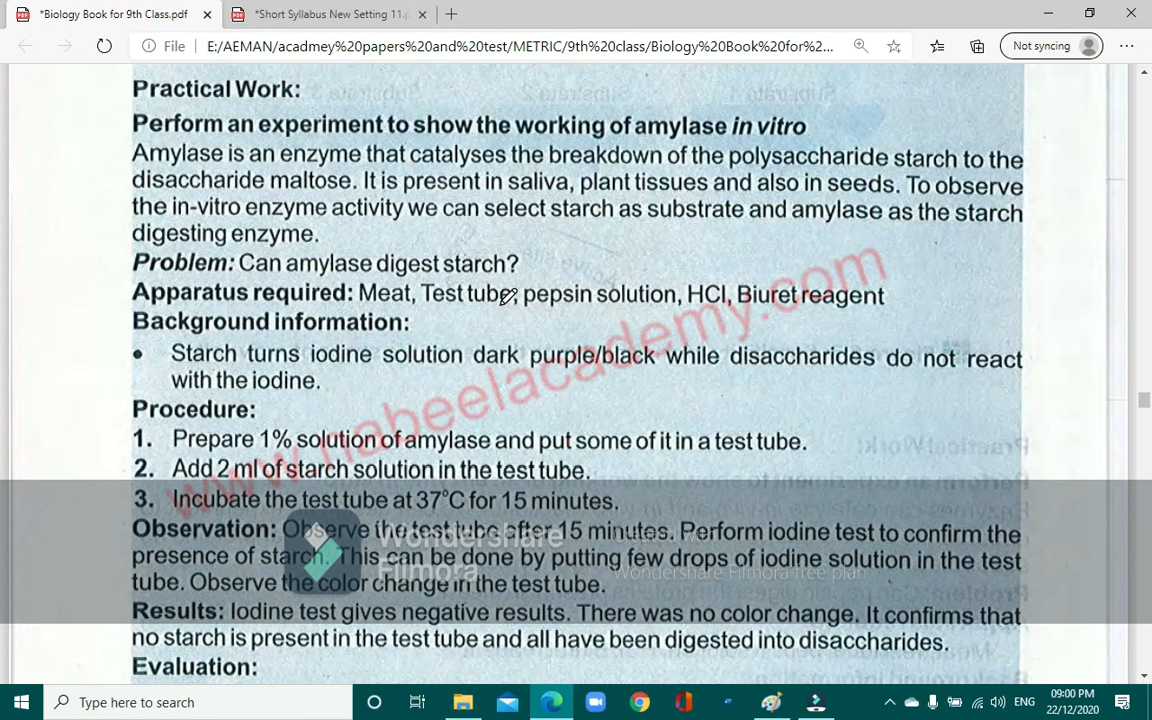 *Biology Book for 9th Class.pdf
*Short Syllabus New Setting 11.p
File E:/AEMAN/acadmey%20papers%20and%20test/METRIC/9th%20class/Biology%20Book%20for%2... Not syncing
Practical Work:
Perform an experiment to show the working of amylase in vitro
Amylase is an enzyme that catalyses the breakdown of the polysaccharide starch to the
disaccharide maltose. It is present in saliva, plant tissues and also in seeds. To observe
the in-vitro enzyme activity we can select starch as substrate and amylase as the starch
digesting enzyme.
Problem: Can amylase digest starch?
Apparatus required: Meat, Test tube, pepsin solution, HCl, Biuret reagent
Background information:
• Starch turns iodine solution dark purple/black while disaccharides do not react
with the iodine.
Procedure:
1. Prepare 1% solution of amylase and put some of it in a test tube.
2. Add 2 ml of starch solution in the test tube.
3. Incubate the test tube at 37°C for 15 minutes.
Observation: Observe the test tube after 15 minutes. Perform iodine test to confirm the
presence of starch. This can be done by putting few drops of iodine solution in the test
tube. Observe the color change in the test tube.
Results: Iodine test gives negative results. There was no color change. It confirms that
no starch is present in the test tube and all have been digested into disaccharides.
Evaluation:
www.nabeelacademy.com
Wondershare
Filmora
Created with
Wondershare Filmora free plan
Type here to search
ENG
09:00 PM
22/12/2020